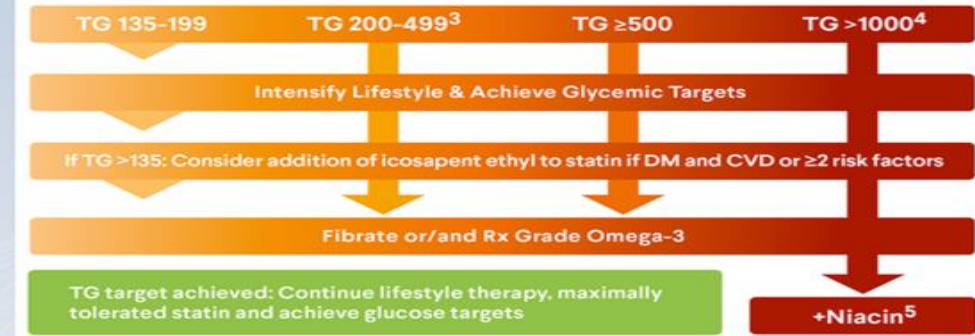 TG 135-199 TG 200-499³ TG ≥500 TG >1000⁴
Intensify Lifestyle & Achieve Glycemic Targets
If TG >135: Consider addition of icosapent ethyl to statin if DM and CVD or ≥2 risk factors
Fibrate or/and Rx Grade Omega-3
TG target achieved: Continue lifestyle therapy, maximally
tolerated statin and achieve glucose targets
+Niacin⁵